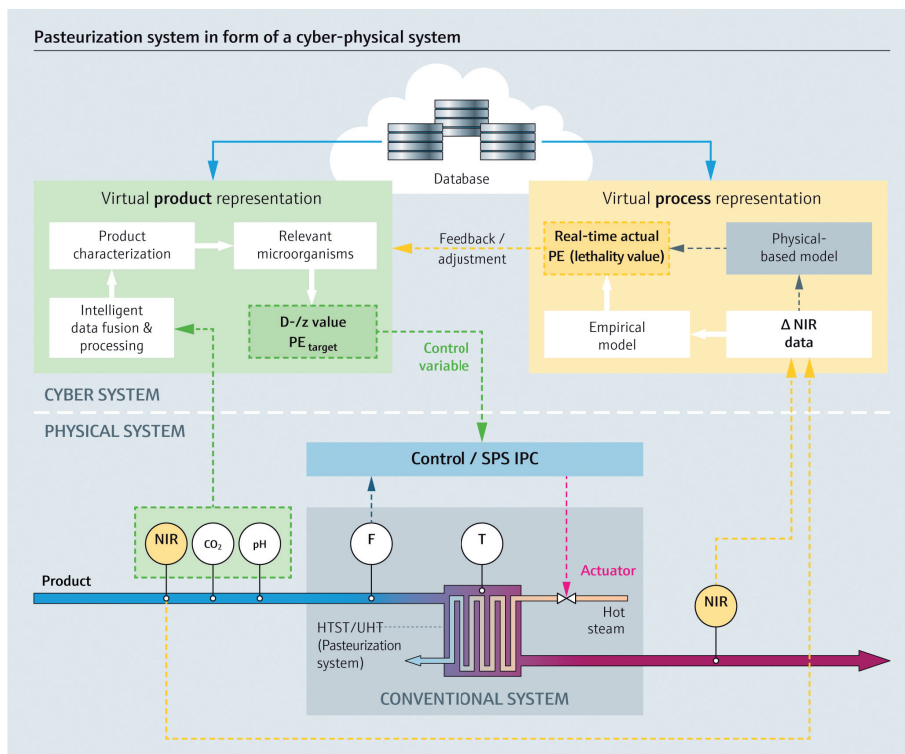 Pasteurization system in form of a cyber-physical system
Database
Virtual product representation
Product
characterization
Relevant
microorganisms
Intelligent
data fusion &
processing
D-/z value
PE target
Feedback /
adjustment
Virtual process representation
Real-time actual
PE (lethality value)
Physical-
based model
Empirical
model
Δ NIR
data
Control
variable
CYBER SYSTEM
PHYSICAL SYSTEM
Control / SPS IPC
NIR
CO₂
pH
F
T
Product
Actuator
Hot
steam
NIR
HTST/UHT
(Pasteurization
system)
CONVENTIONAL SYSTEM